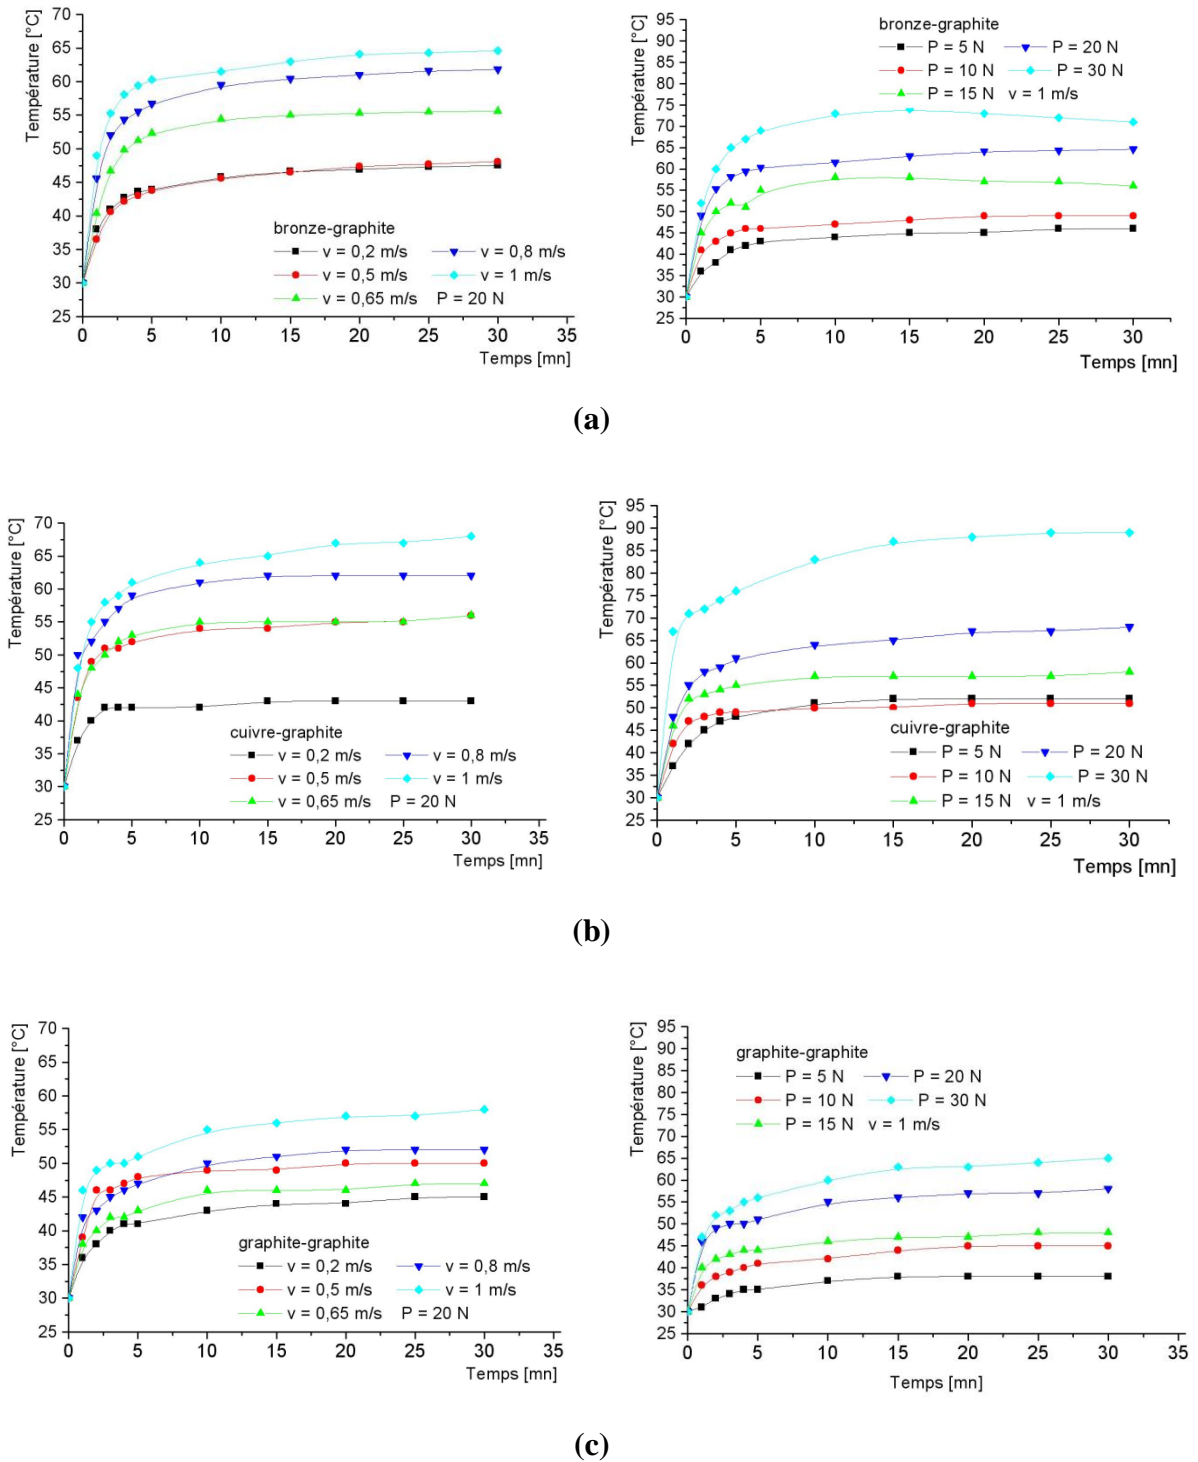 Température [°C]
70
65
60
55
50
45
40
35
30
25
bronze-graphite
v = 0,2 m/s v = 0,8 m/s
v = 0,5 m/s v = 1 m/s
v = 0,65 m/s P = 20 N
0 5 10 15 20 25 30 35
Temps [mn]
Température [°C]
95
90
85
80
75
70
65
60
55
50
45
40
35
30
25
bronze-graphite
P = 5 N P = 20 N
P = 10 N P = 30 N
P = 15 N v = 1 m/s
0 5 10 15 20 25 30
Temps [mn]
(a)
Température [°C]
70
65
60
55
50
45
40
35
30
25
cuivre-graphite
v = 0,2 m/s v = 0,8 m/s
v = 0,5 m/s v = 1 m/s
v = 0,65 m/s P = 20 N
0 5 10 15 20 25 30 35
Temps [mn]
Température [°C]
95
90
85
80
75
70
65
60
55
50
45
40
35
30
25
cuivre-graphite
P = 5 N P = 20 N
P = 10 N P = 30 N
P = 15 N v = 1 m/s
0 5 10 15 20 25 30
Temps [mn]
(b)
Température [°C]
70
65
60
55
50
45
40
35
30
25
graphite-graphite
v = 0,2 m/s v = 0,8 m/s
v = 0,5 m/s v = 1 m/s
v = 0,65 m/s P = 20 N
0 5 10 15 20 25 30 35
Temps [mn]
Température [°C]
95
90
85
80
75
70
65
60
55
50
45
40
35
30
25
graphite-graphite
P = 5 N P = 20 N
P = 10 N P = 30 N
P = 15 N v = 1 m/s
0 5 10 15 20 25 30 35
Temps [mn]
(c)